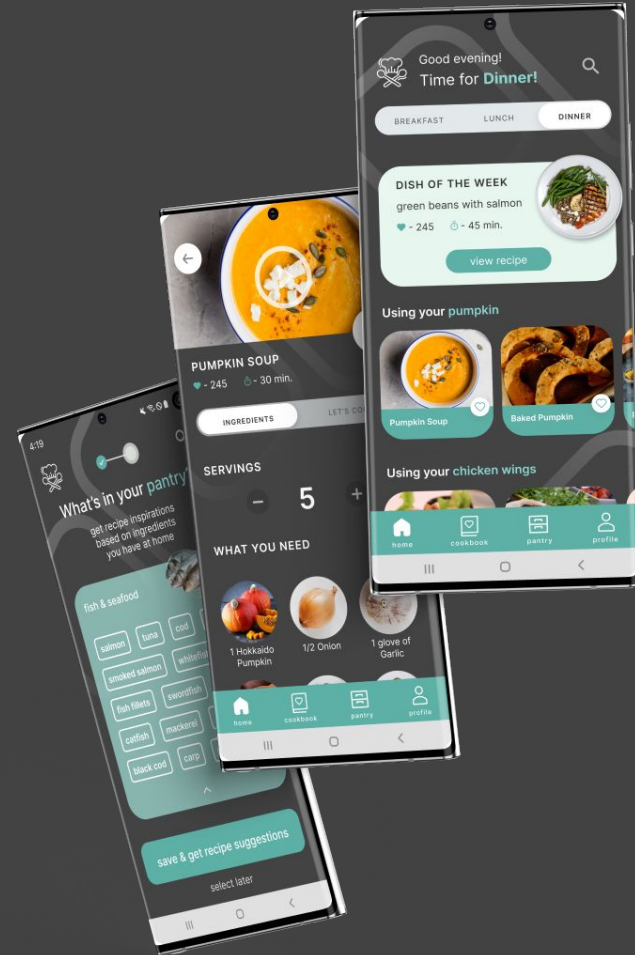 Good evening!
Time for Dinner!
BREAKFAST LUNCH DINNER
DISH OF THE WEEK
green beans with salmon
- 245 - 45 min.
view recipe
Using your pumpkin
Pumpkin Soup
Baked Pumpkin
Using your chicken wings
home cookbook pantry profile
PUMPKIN SOUP
- 245 - 30 min.
INGREDIENTS LET'S
SERVINGS
- 5 +
WHAT YOU NEED
1 Hokkaido
Pumpkin
1/2 Onion
1 glove of
Garlic
home cookbook pantry profile
4:19
What's in your pantry?
get recipe inspirations
based on ingredients
you have at home
fish & seafood
salmon tuna cod
smoked salmon
fish fillets swordfish
catfish mackerel
black cod carp
save & get recipe suggestions
select later